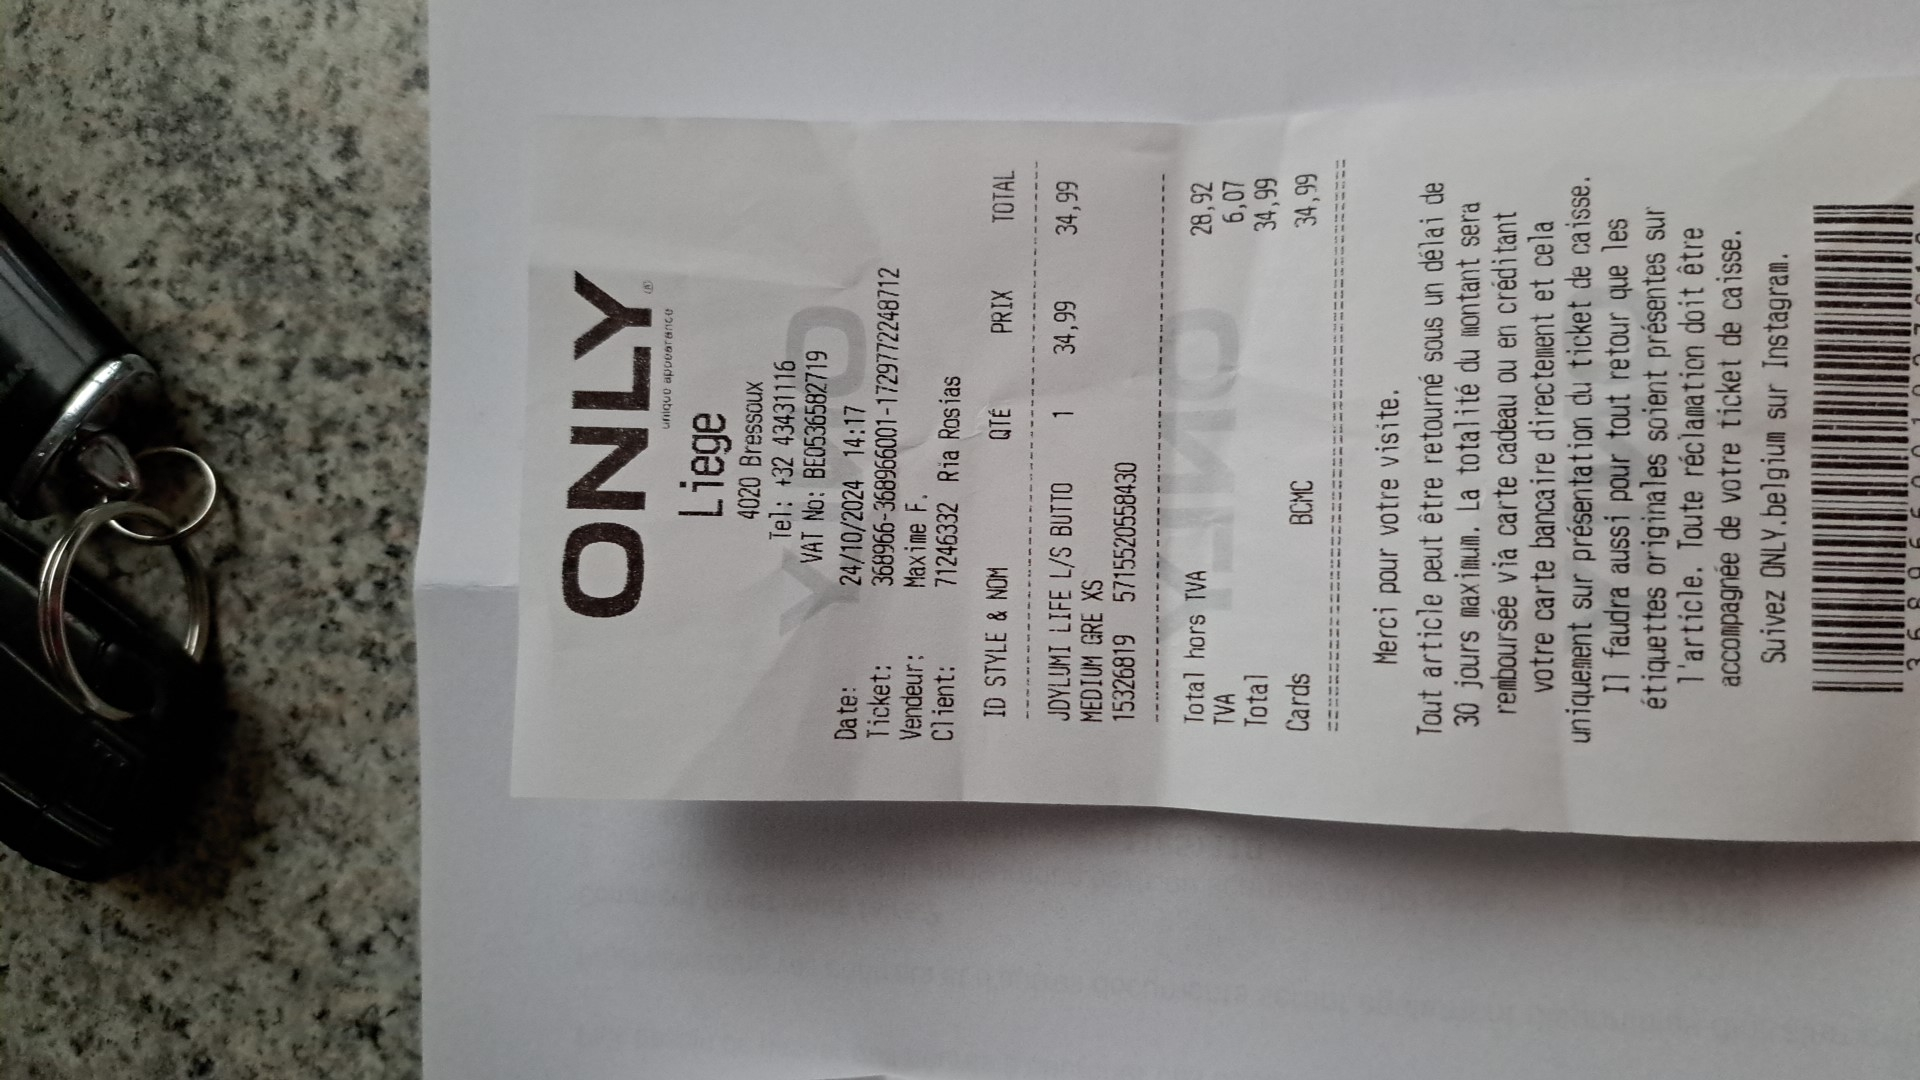 ONLY
unique appearance
Liege
4020 Bressoux
Tel: +32 43431116
VAT No: BE0536582719
Date: 24/10/2024 14:17
Ticket: 368966-368966001-1729772248712
Vendeur: Maxime F.
Client: 71246332 Ria Rosias
ID STYLE & NOM QTÉ PRIX TOTAL
JDYLUMI LIFE L/S BUTTO 1 34,99 34,99
MEDIUM GRE XS
15326819 5715520558430
Total hors TVA 28,92
TVA 6,07
Total 34,99
Cards BCMC 34,99
Merci pour votre visite.
Tout article peut être retourné sous un délai de
30 jours maximum. La totalité du montant sera
remboursée via carte cadeau ou en créditant
votre carte bancaire directement et cela
uniquement sur présentation du ticket de caisse.
Il faudra aussi pour tout retour que les
étiquettes originales soient présentes sur
l'article. Toute réclamation doit être
accompagnée de votre ticket de caisse.
Suivez ONLY.belgium sur Instagram.